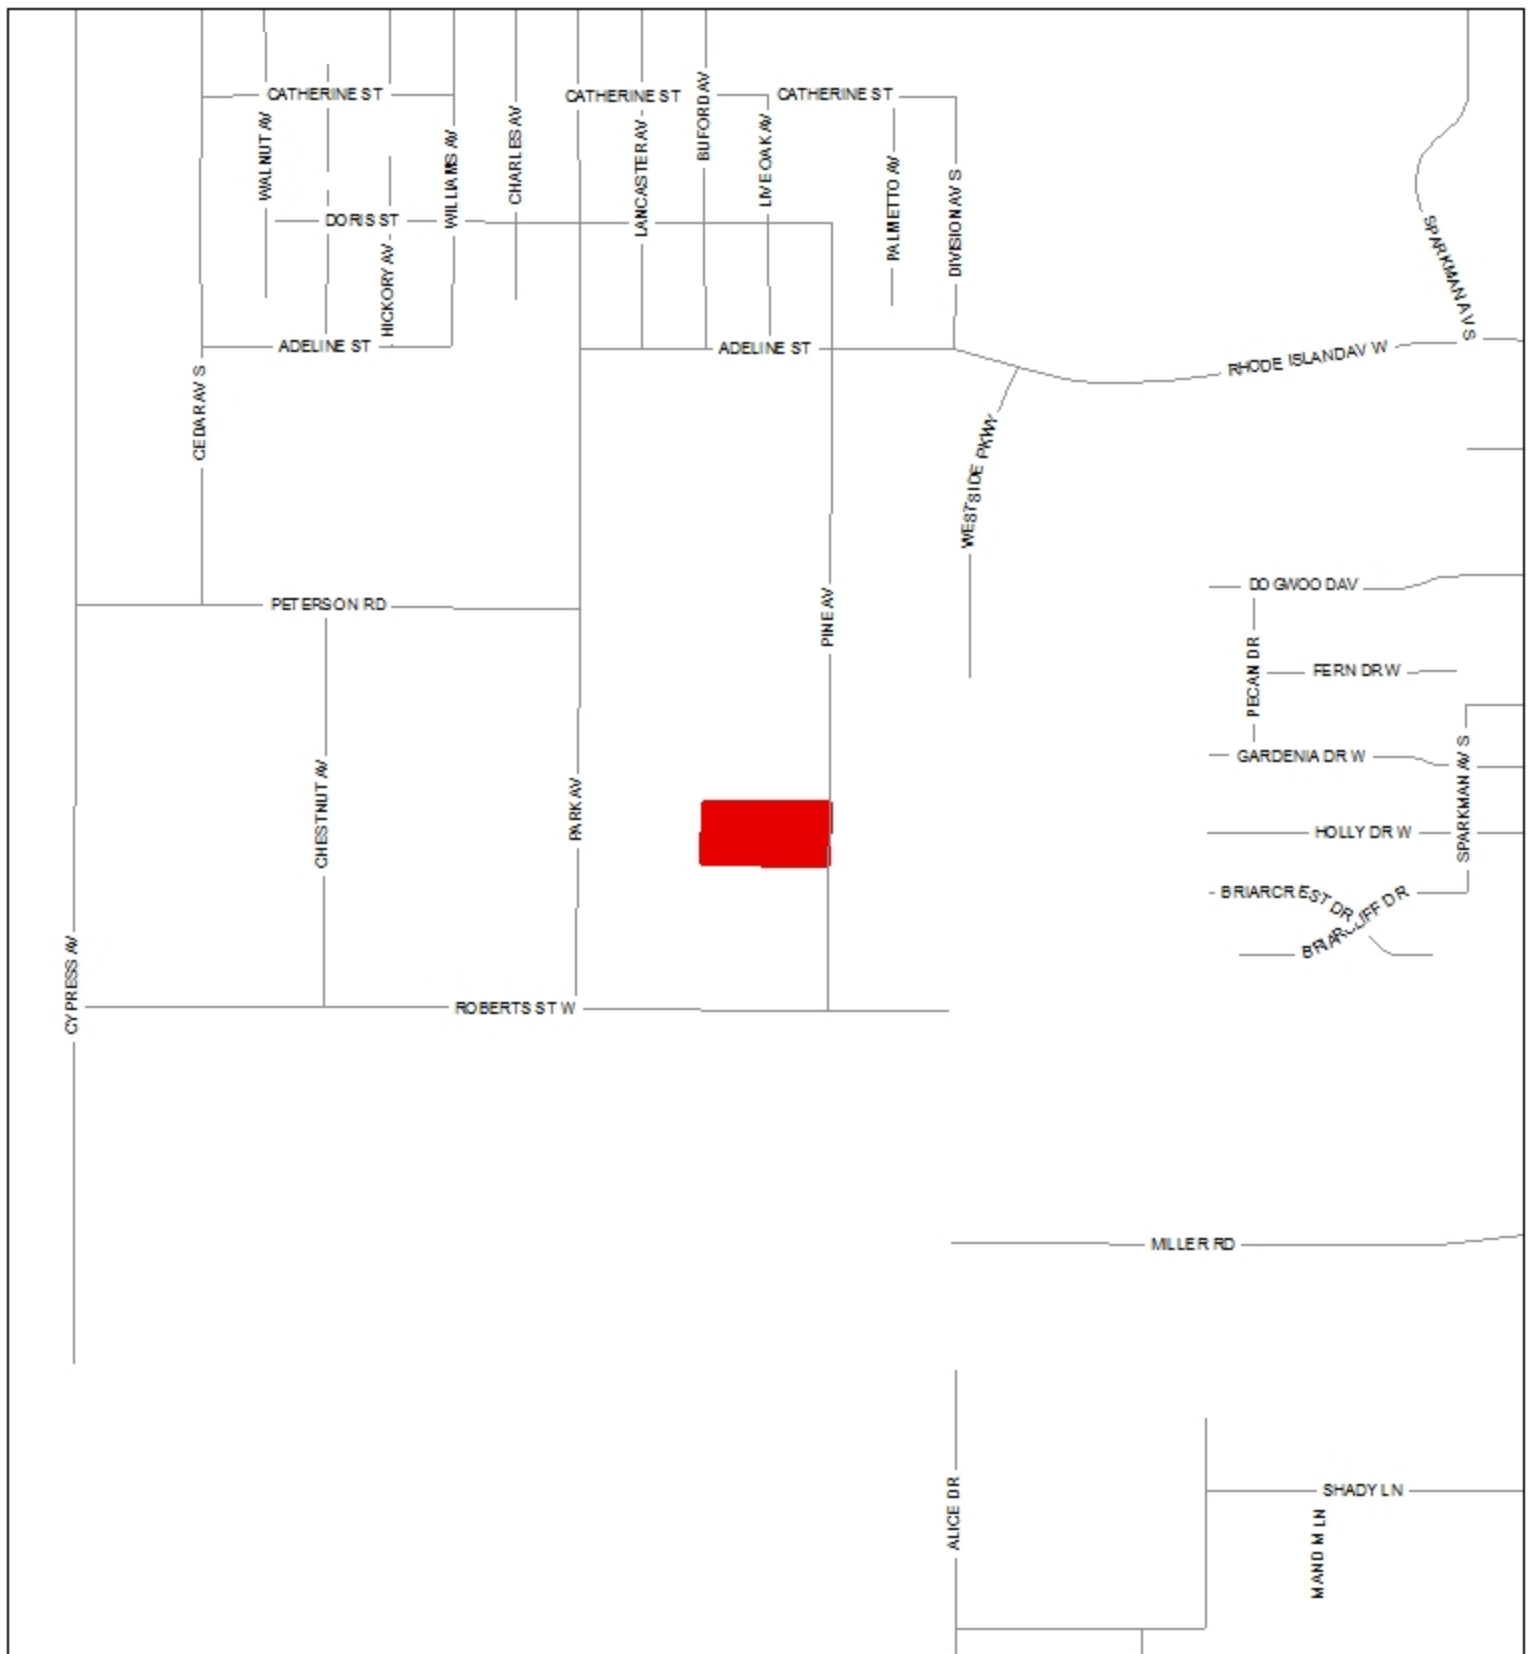 CATHERINE ST
CATHERINE ST
CATHERINE ST
WALNUT AV
WILLIAMS AV
CHARLES AV
LANCASTER AV
BUFORD AV
LIVE OAK AV
PALMETTO AV
DIVISION AV S
SPARKMAN AV S
DORIS ST
HICKORY AV
ADELINE ST
ADELINE ST
RHODE ISLAND AV W
CEDAR AV S
WESTSIDE PKWY
PETERSON RD
PINE AV
DOGWOOD AV
PECAN DR
FERN DR W
GARDENIA DR W
SPARKMAN AV S
CHESTNUT AV
PARK AV
HOLLY DR W
BRIARCREST DR
BRIARCLIFF DR
CYPRESS AV
ROBERTS ST W
MILLER RD
ALICE DR
SHADY LN
M AND M LN